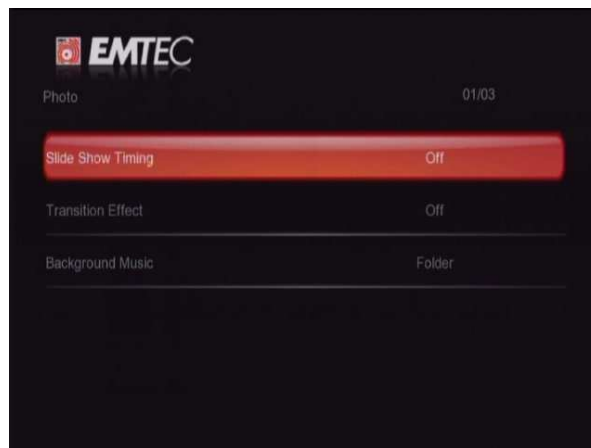 EMTEC
Photo 01/03
Slide Show Timing Off
Transition Effect Off
Background Music Folder